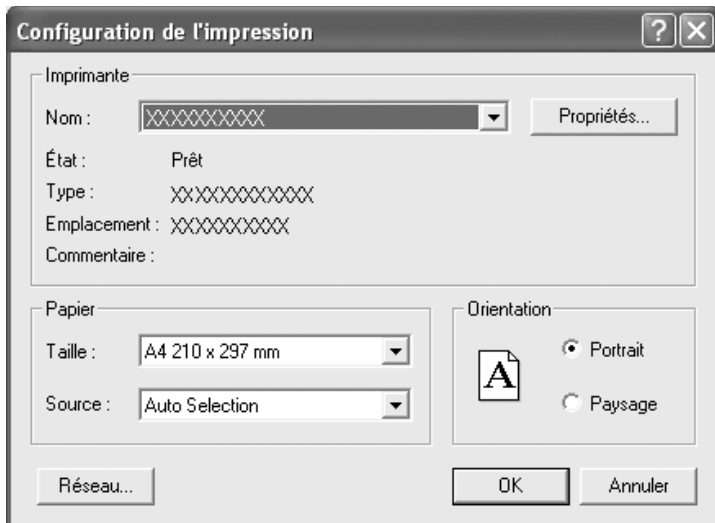 Configuration de l'impression
Imprimante
Nom : XXXXXXXXXX Propriétés...
État : Prêt
Type : XXXXXXXXXXXX
Emplacement : XXXXXXXXXX
Commentaire :
Papier
Taille : A4 210 x 297 mm
Source : Auto Selection
Orientation
A
Portrait
Paysage
Réseau... OK Annuler